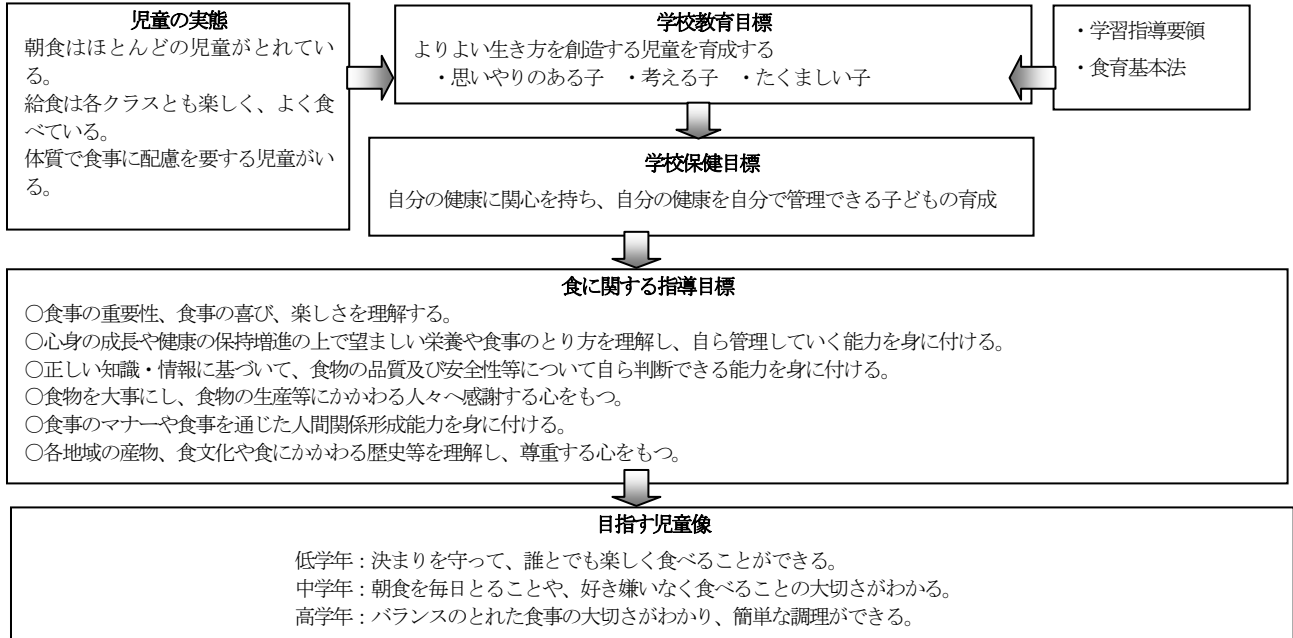 児童の実態
朝食はほとんどの児童がとれてい
る。
給食は各クラスとも楽しく、よく食
べている。
体質で食事に配慮を要する児童がい
る。
学校教育目標
よりよい生き方を創造する児童を育成する
・思いやりのある子 ・考える子 ・たくましい子
・学習指導要領
・食育基本法
学校保健目標
自分の健康に関心を持ち、自分の健康を自分で管理できる子どもの育成
食に関する指導目標
○食事の重要性、食事の喜び、楽しさを理解する。
○心身の成長や健康の保持増進の上で望ましい栄養や食事のとり方を理解し、自ら管理していく能力を身に付ける。
○正しい知識・情報に基づいて、食物の品質及び安全性等について自ら判断できる能力を身に付ける。
○食物を大事にし、食物の生産等にかかわる人々へ感謝する心をもつ。
○食事のマナーや食事を通じた人間関係形成能力を身に付ける。
○各地域の産物、食文化や食にかかわる歴史等を理解し、尊重する心をもつ。
目指す児童像
低学年：決まりを守って、誰とでも楽しく食べることができる。
中学年：朝食を毎日とることや、好き嫌いなく食べることの大切さがわかる。
高学年：バランスのとれた食事の大切さがわかり、簡単な調理ができる。